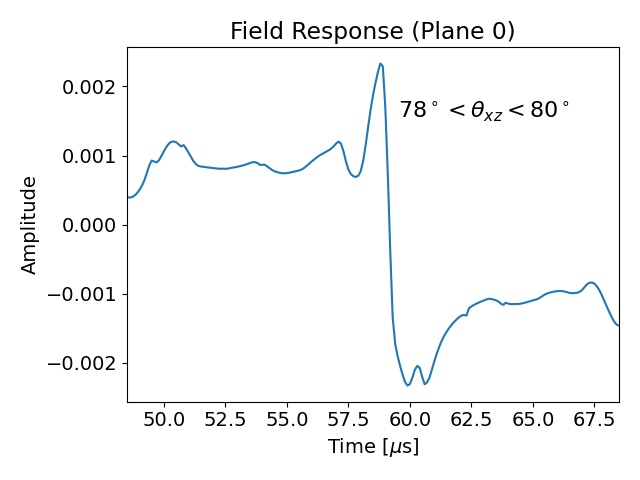 Field Response (Plane 0)
78° < θxz < 80°
Amplitude
0.002
0.001
0.000
−0.001
−0.002
50.0 52.5 55.0 57.5 60.0 62.5 65.0 67.5
Time [μs]